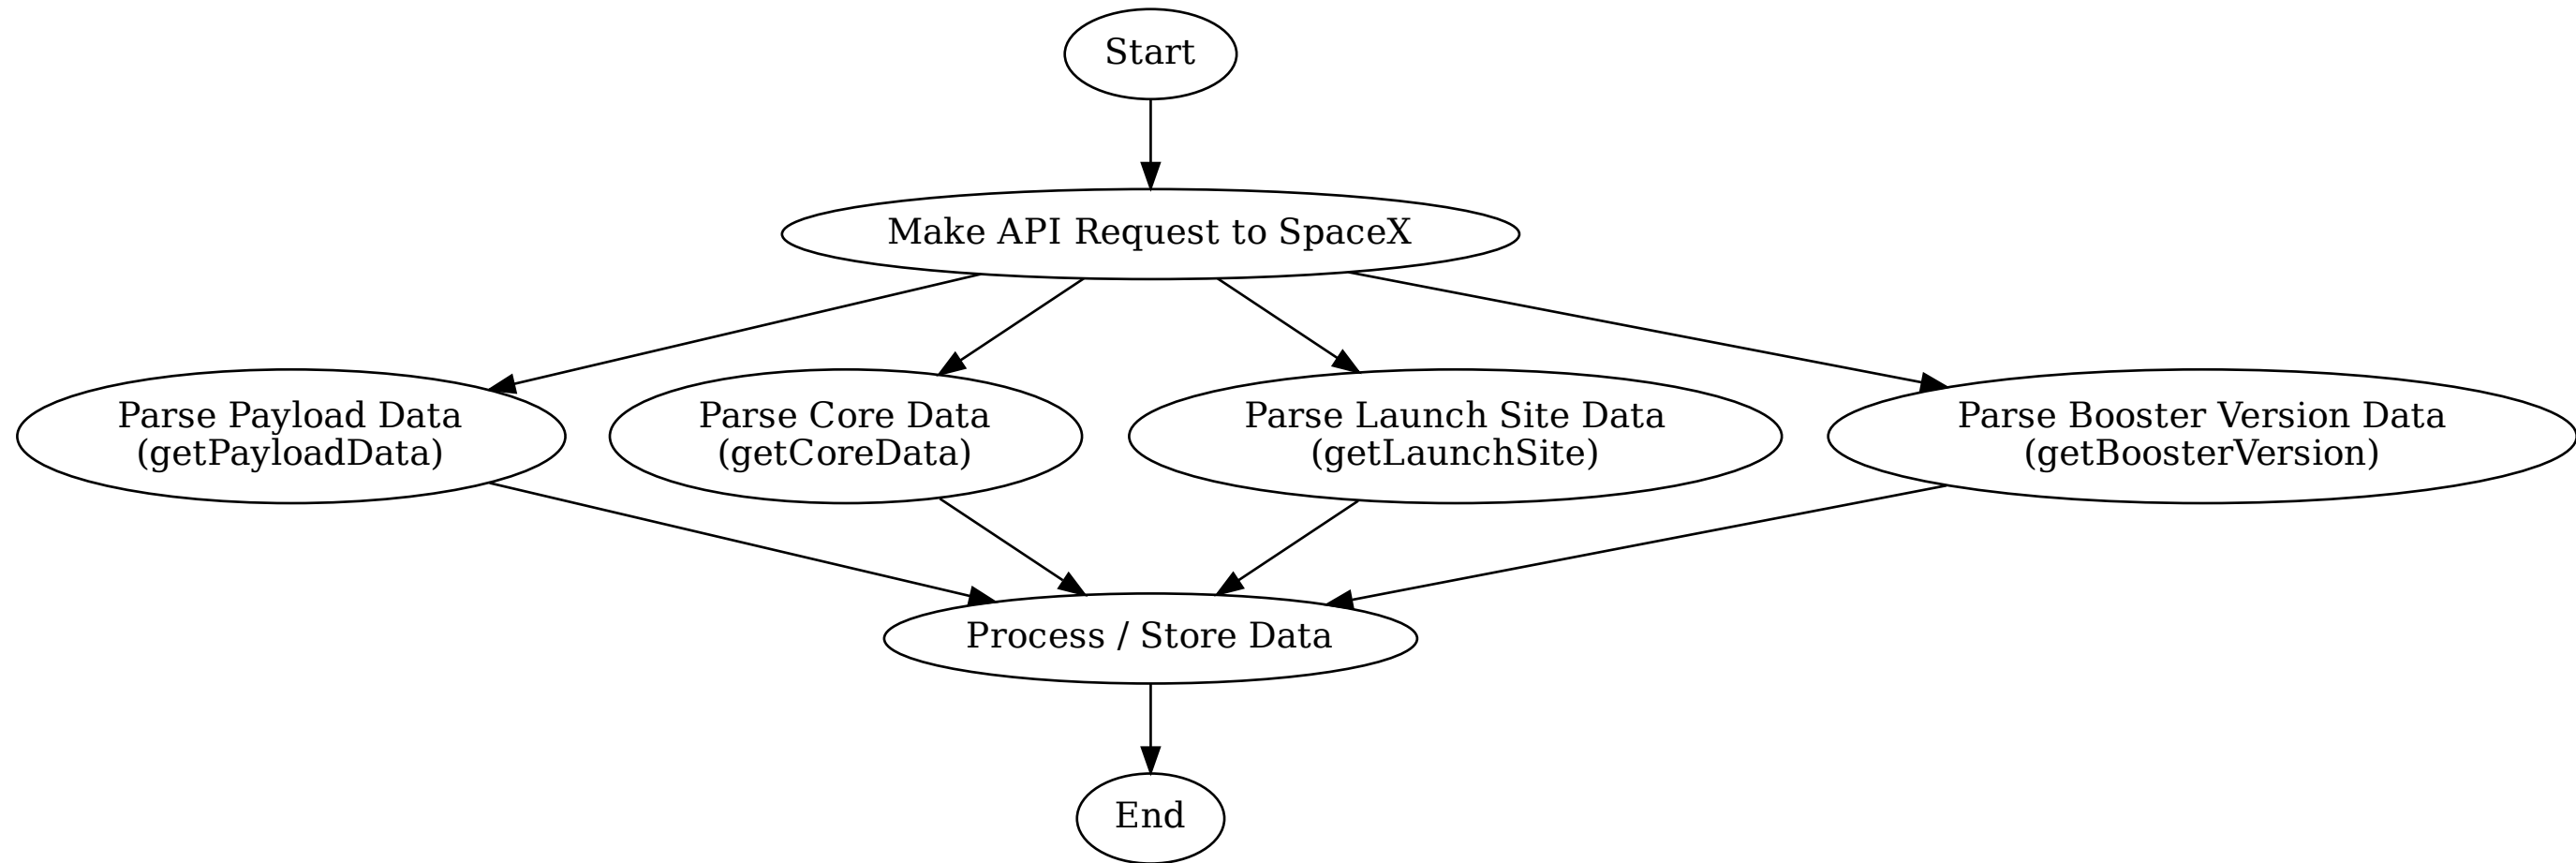 Start
Make API Request to SpaceX
Parse Payload Data
(getPayloadData)
Parse Core Data
(getCoreData)
Parse Launch Site Data
(getLaunchSite)
Parse Booster Version Data
(getBoosterVersion)
Process / Store Data
End